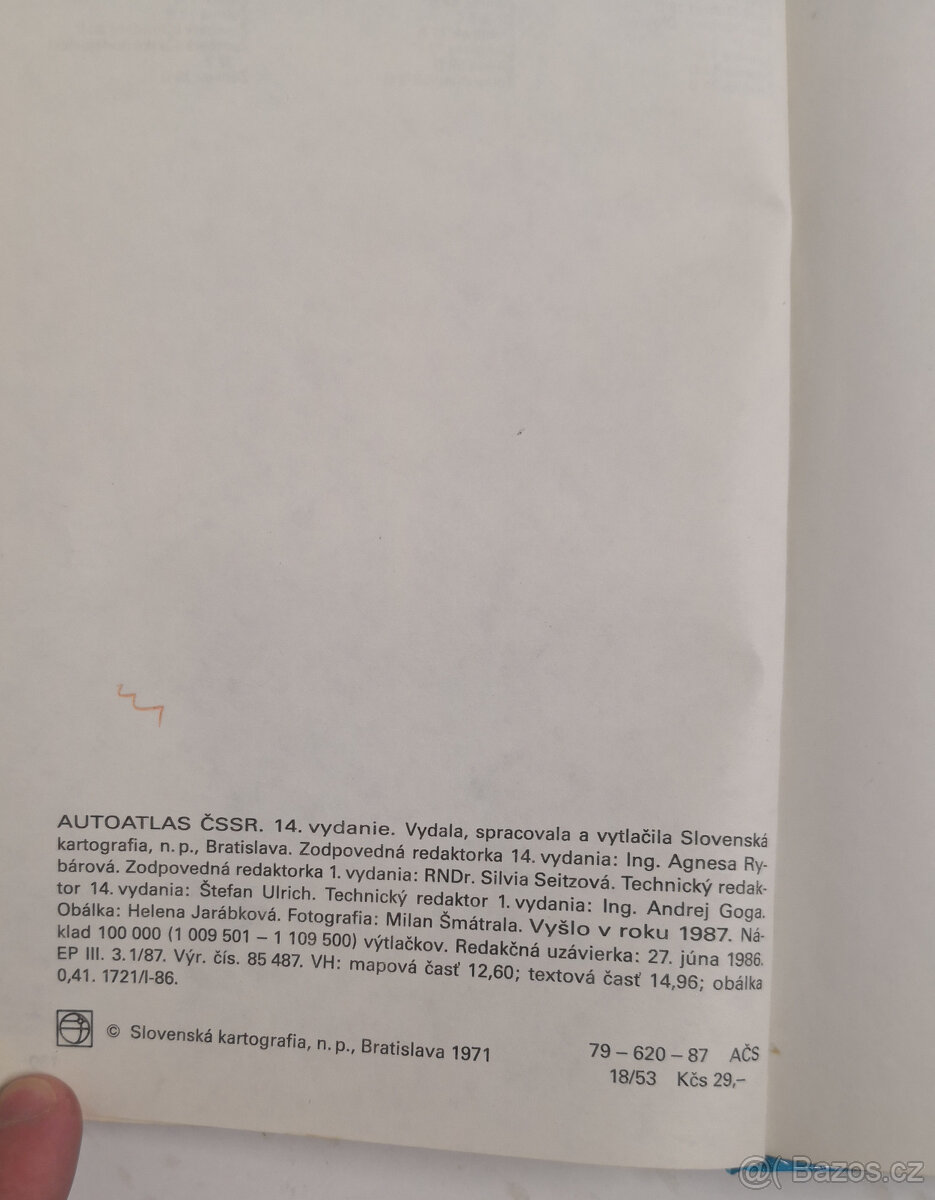 AUTOATLAS ČSSR. 14. vydanie. Vydala, spracovala a vytlačila Slovenská
kartografia, n. p., Bratislava. Zodpovedná redaktorka 14. vydania: Ing. Agnesa Ry-
bárová. Zodpovedná redaktorka 1. vydania: RNDr. Silvia Seitzová. Technický redak-
tor 14. vydania: Štefan Ulrich. Technický redaktor 1. vydania: Ing. Andrej Goga.
Obálka: Helena Jarábková. Fotografia: Milan Šmátrala. Vyšlo v roku 1987. Ná-
klad 100 000 (1 009 501 – 1 109 500) výtlačkov. Redakčná uzávierka: 27. júna 1986.
EP III. 3.1/87. Výr. čís. 85 487. VH: mapová časť 12,60; textová časť 14,96; obálka
0,41. 1721/I-86.
© Slovenská kartografia, n. p., Bratislava 1971
79 – 620 – 87 AČS
18/53 Kčs 29,–
@( Bazos.cz